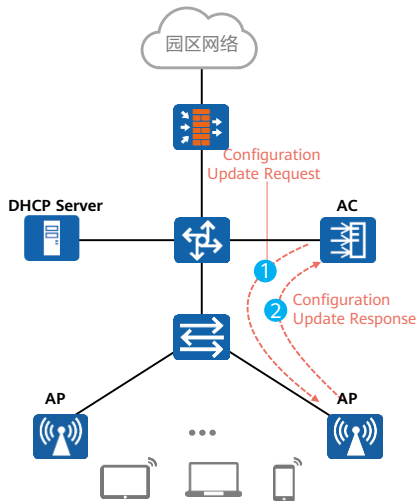 园区网络
Configuration
Update Request
DHCP Server
AC
1
2
Configuration
Update Response
AP
...
AP